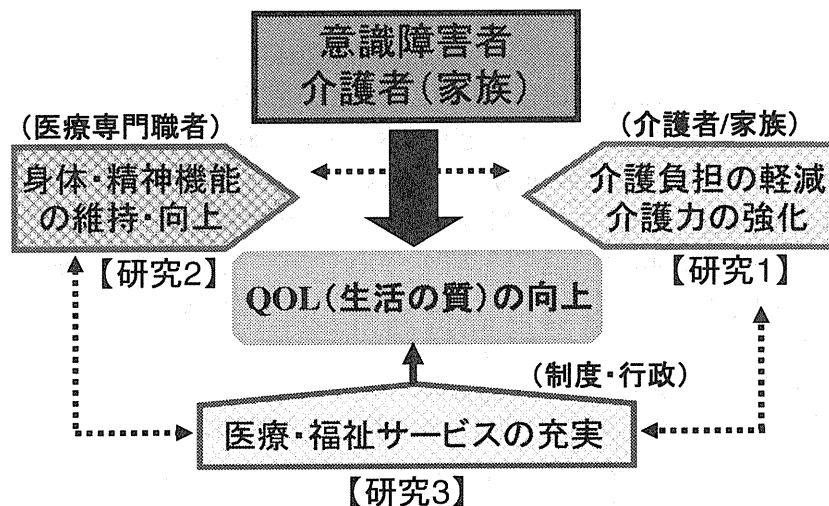 意識障害者
介護者(家族)
(医療専門職者)
(介護者/家族)
身体・精神機能
の維持・向上
介護負担の軽減
介護力の強化
【研究2】
【研究1】
QOL(生活の質)の向上
(制度・行政)
医療・福祉サービスの充実
【研究3】